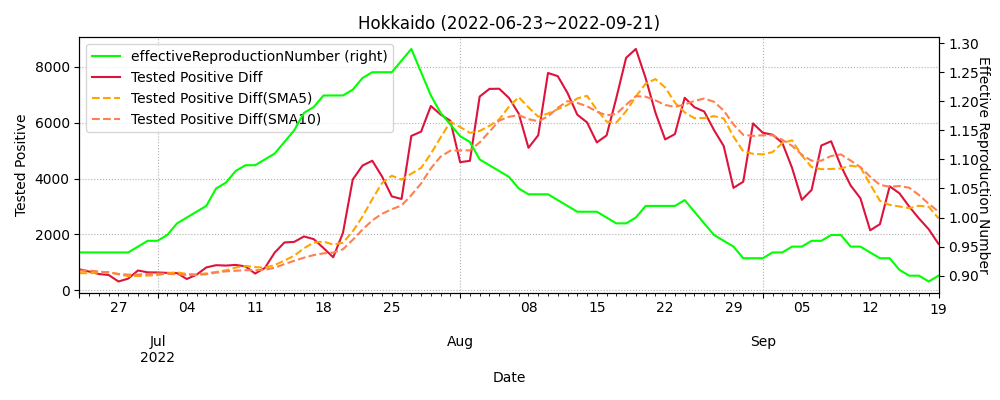 Hokkaido (2022-06-23~2022-09-21)
effectiveReproductionNumber (right)
Tested Positive Diff
Tested Positive Diff(SMA5)
Tested Positive Diff(SMA10)
Tested Positive
8000
6000
4000
2000
0
1.30
1.25
1.20
1.15
1.10
1.05
1.00
0.95
0.90
Effective Reproduction Number
27 04 11 18 25 08 15 22 29 05 12 19
Jul Aug Sep
2022
Date